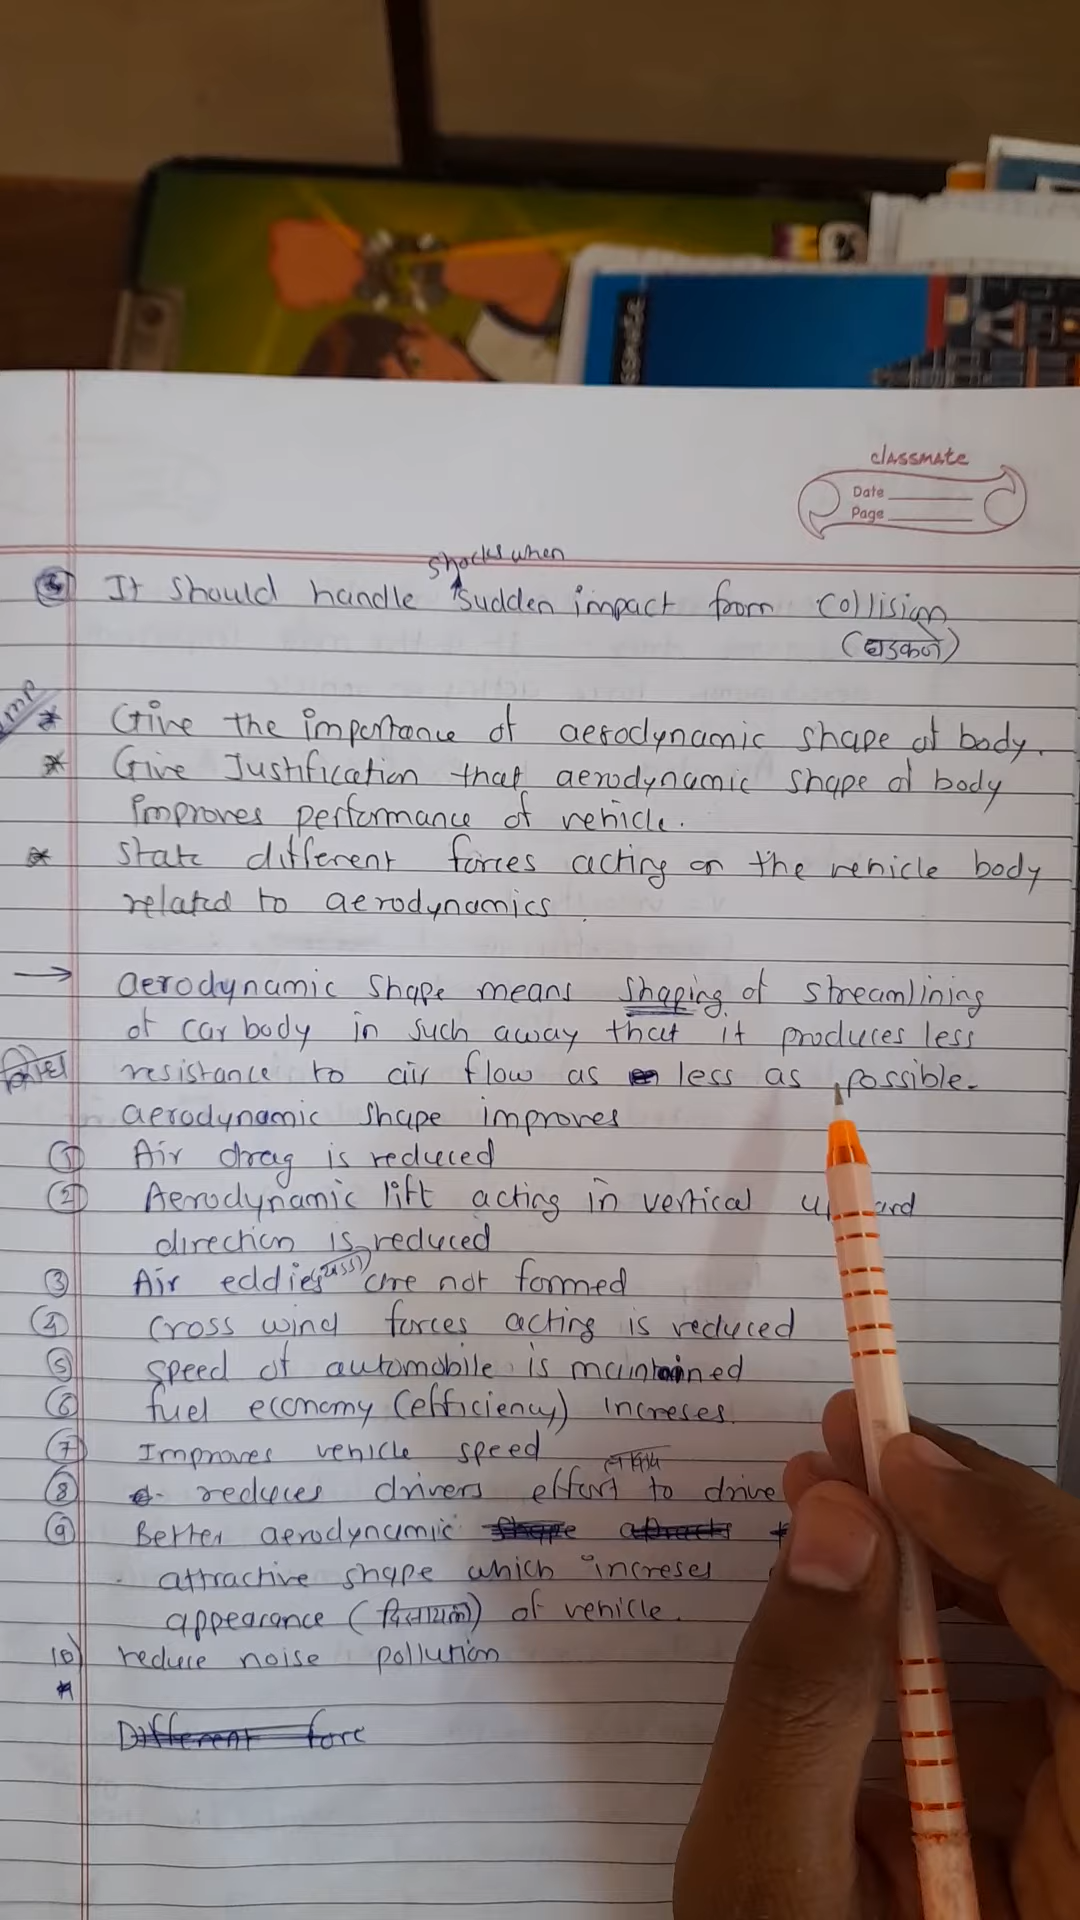 classmate
Date
Page
shocks when
It should handle sudden impact from collision
(धडकने)
Imp
* Give the importance of aerodynamic shape of body.
* Give Justification that aerodynamic shape of body
improves performance of vehicle.
* State different forces acting on the vehicle body
related to aerodynamics.
→ aerodynamic shape means shaping of streamlining
of car body in such away that it produces less
resistance to air flow as less as possible.
aerodynamic shape improves
① Air drag is reduced
② Aerodynamic lift acting in vertical
direction is reduced
③ Air eddies are not formed
④ cross wind forces acting is reduced
⑤ speed of automobile is maintained
⑥ fuel economy (efficiency) increses.
⑦ Improves vehicle speed
⑧ reduces drivers effort to drive
⑨ Better aerodynamic
attractive shape which increses
appearance of vehicle.
10) reduce noise pollution
*
Different forc